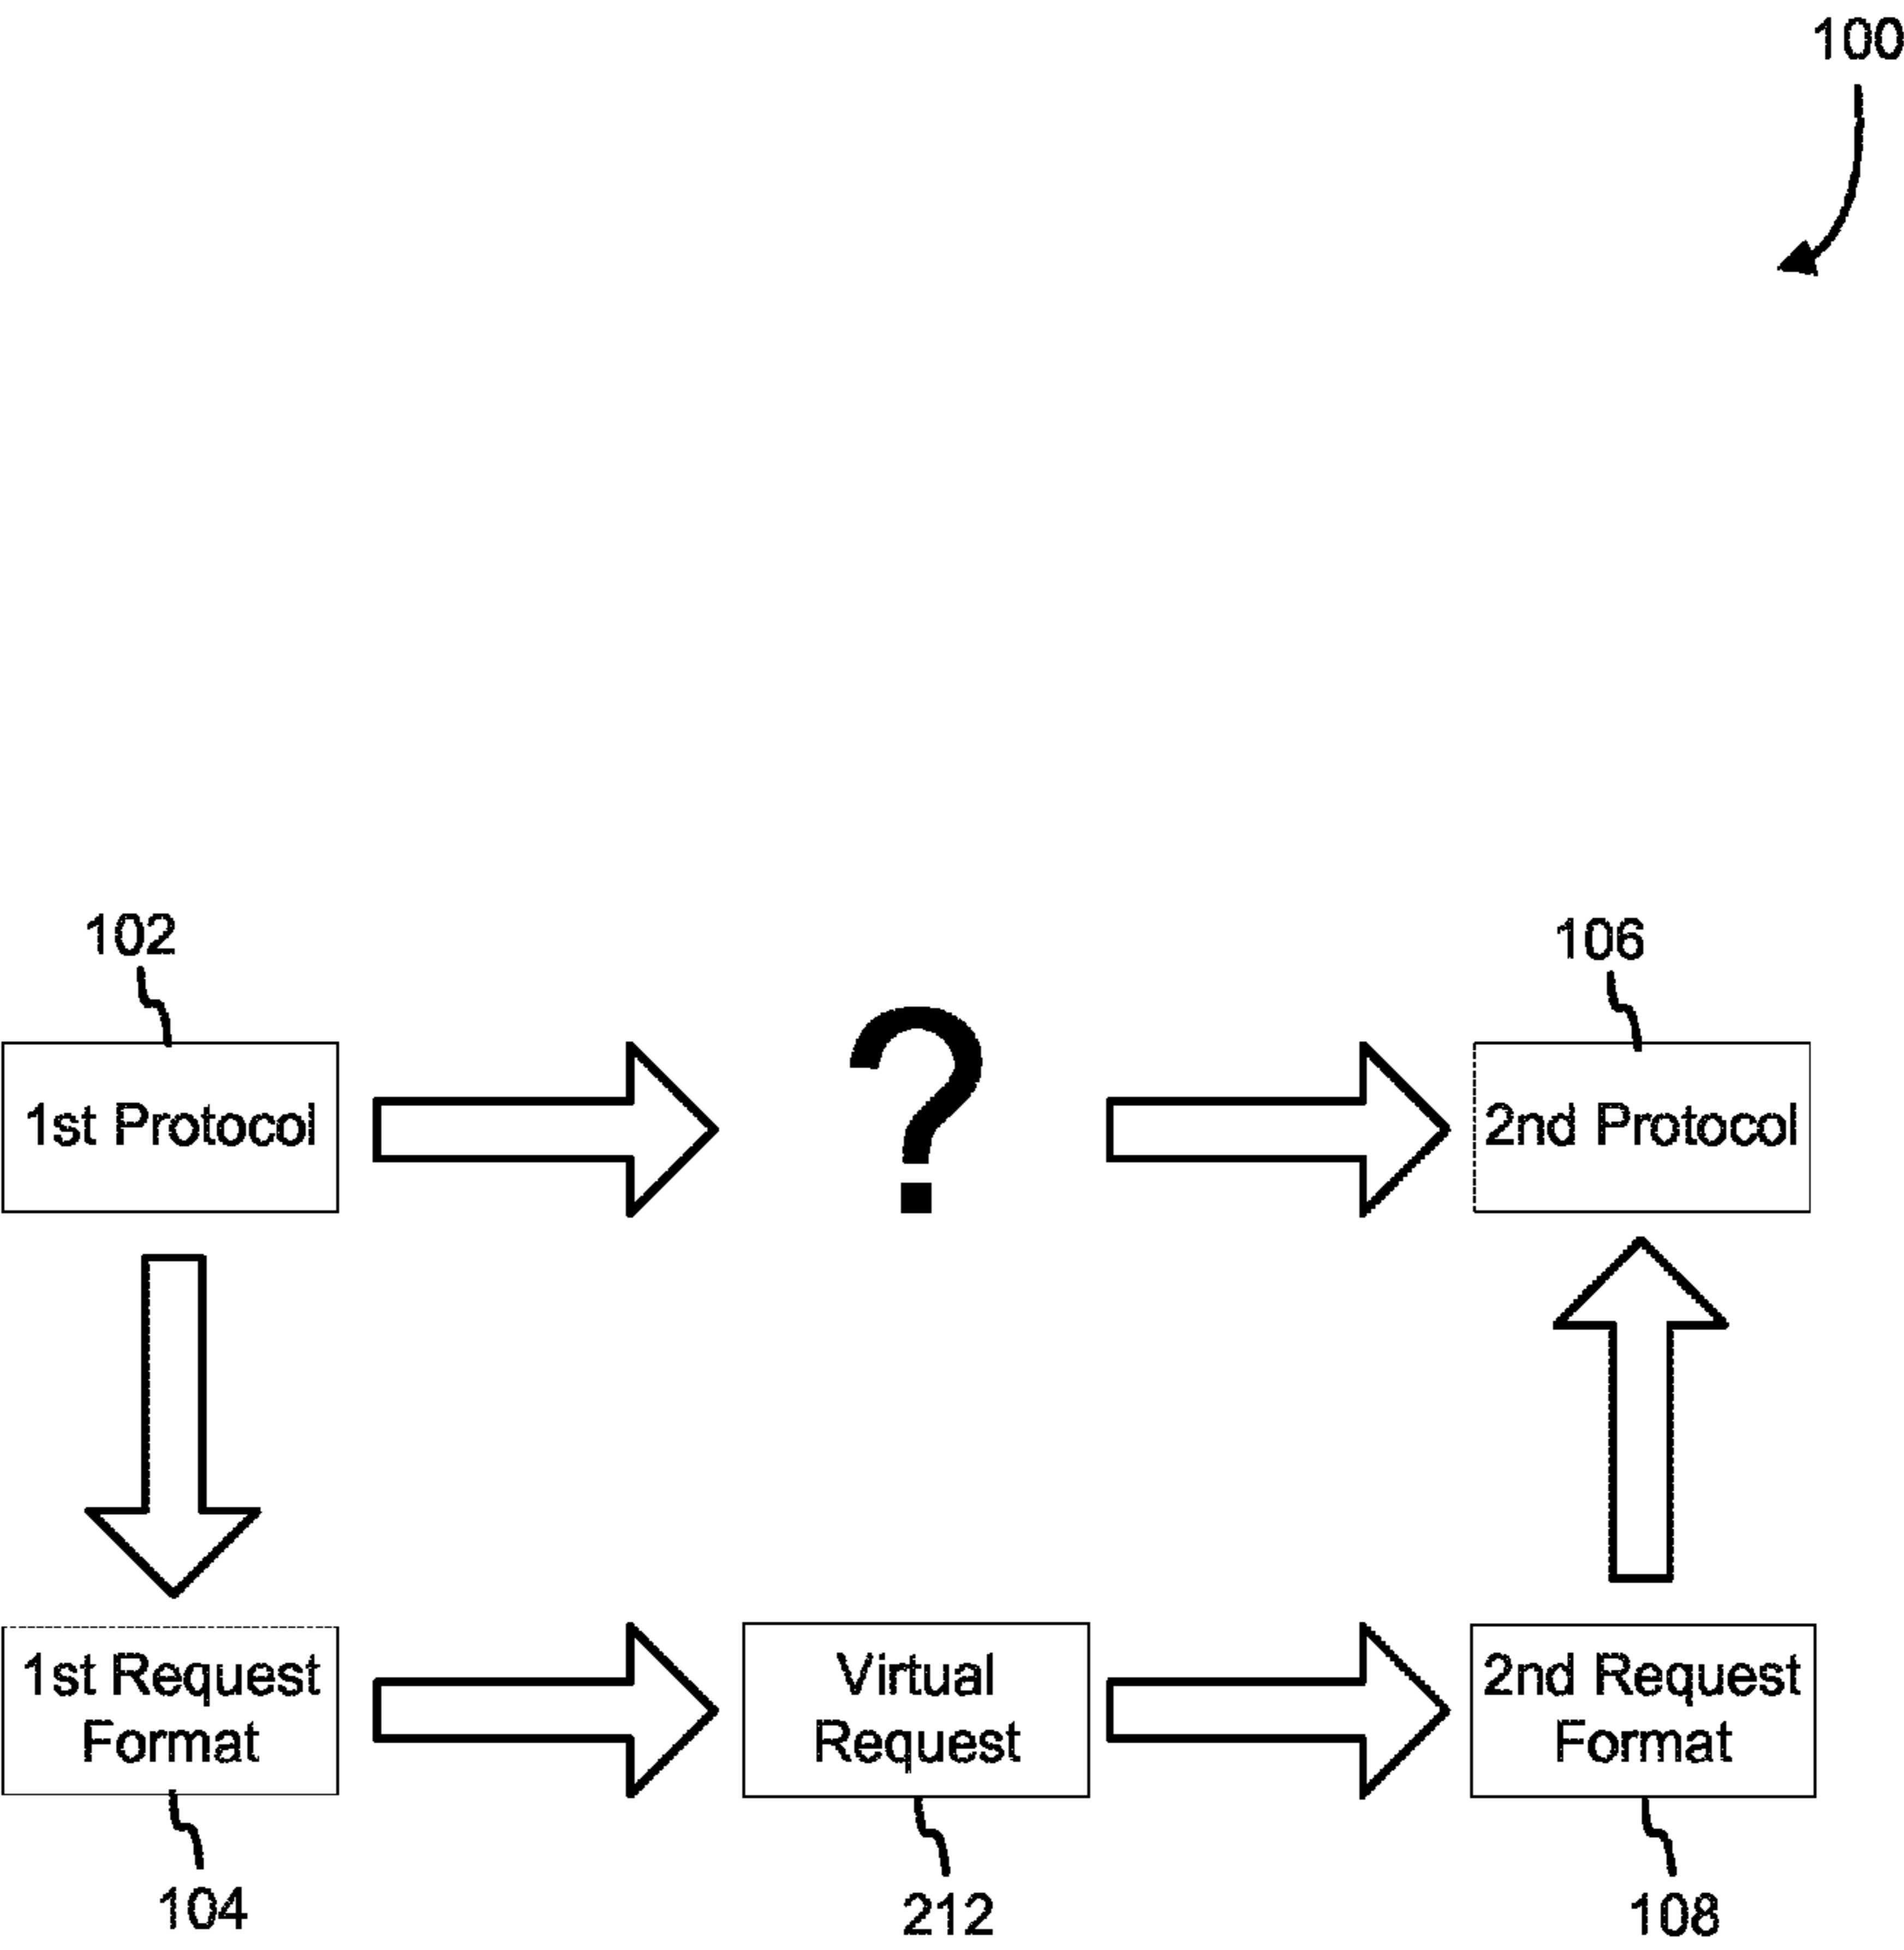 100
102
106
1st Protocol
?
2nd Protocol
1st Request
Format
Virtual
Request
2nd Request
Format
104
212
108